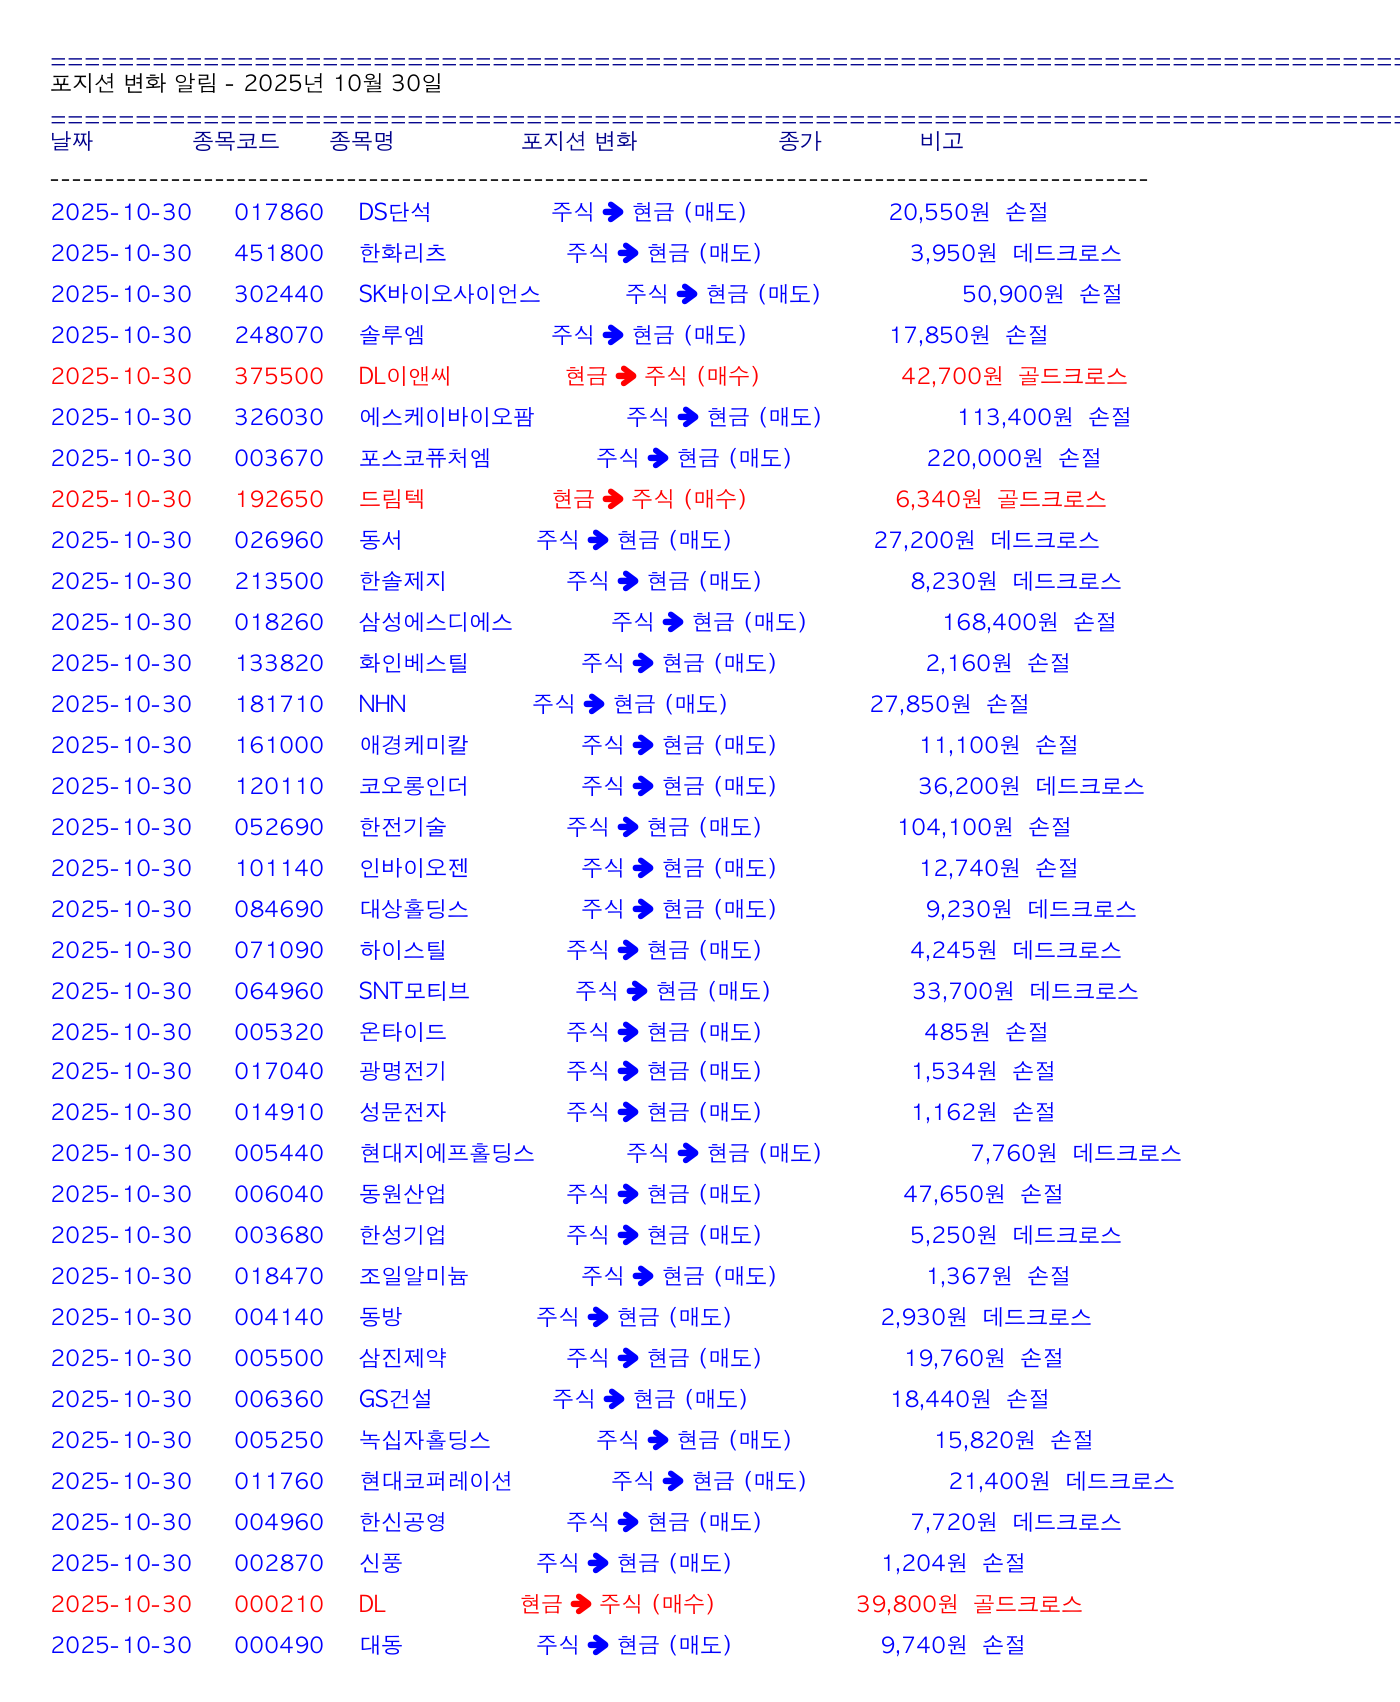 ================================================================================
포지션 변화 알림 - 2025년 10월 30일
================================================================================
날짜 종목코드 종목명 포지션 변화 종가 비고
----------------------------------------------------------------------------------------------------
2025-10-30 017860 DS단석 주식 → 현금 (매도) 20,550원 손절
2025-10-30 451800 한화리츠 주식 → 현금 (매도) 3,950원 데드크로스
2025-10-30 302440 SK바이오사이언스 주식 → 현금 (매도) 50,900원 손절
2025-10-30 248070 솔루엠 주식 → 현금 (매도) 17,850원 손절
2025-10-30 375500 DL이앤씨 현금 → 주식 (매수) 42,700원 골드크로스
2025-10-30 326030 에스케이바이오팜 주식 → 현금 (매도) 113,400원 손절
2025-10-30 003670 포스코퓨처엠 주식 → 현금 (매도) 220,000원 손절
2025-10-30 192650 드림텍 현금 → 주식 (매수) 6,340원 골드크로스
2025-10-30 026960 동서 주식 → 현금 (매도) 27,200원 데드크로스
2025-10-30 213500 한솔제지 주식 → 현금 (매도) 8,230원 데드크로스
2025-10-30 018260 삼성에스디에스 주식 → 현금 (매도) 168,400원 손절
2025-10-30 133820 화인베스틸 주식 → 현금 (매도) 2,160원 손절
2025-10-30 181710 NHN 주식 → 현금 (매도) 27,850원 손절
2025-10-30 161000 애경케미칼 주식 → 현금 (매도) 11,100원 손절
2025-10-30 120110 코오롱인더 주식 → 현금 (매도) 36,200원 데드크로스
2025-10-30 052690 한전기술 주식 → 현금 (매도) 104,100원 손절
2025-10-30 101140 인바이오젠 주식 → 현금 (매도) 12,740원 손절
2025-10-30 084690 대상홀딩스 주식 → 현금 (매도) 9,230원 데드크로스
2025-10-30 071090 하이스틸 주식 → 현금 (매도) 4,245원 데드크로스
2025-10-30 064960 SNT모티브 주식 → 현금 (매도) 33,700원 데드크로스
2025-10-30 005320 온타이드 주식 → 현금 (매도) 485원 손절
2025-10-30 017040 광명전기 주식 → 현금 (매도) 1,534원 손절
2025-10-30 014910 성문전자 주식 → 현금 (매도) 1,162원 손절
2025-10-30 005440 현대지에프홀딩스 주식 → 현금 (매도) 7,760원 데드크로스
2025-10-30 006040 동원산업 주식 → 현금 (매도) 47,650원 손절
2025-10-30 003680 한성기업 주식 → 현금 (매도) 5,250원 데드크로스
2025-10-30 018470 조일알미늄 주식 → 현금 (매도) 1,367원 손절
2025-10-30 004140 동방 주식 → 현금 (매도) 2,930원 데드크로스
2025-10-30 005500 삼진제약 주식 → 현금 (매도) 19,760원 손절
2025-10-30 006360 GS건설 주식 → 현금 (매도) 18,440원 손절
2025-10-30 005250 녹십자홀딩스 주식 → 현금 (매도) 15,820원 손절
2025-10-30 011760 현대코퍼레이션 주식 → 현금 (매도) 21,400원 데드크로스
2025-10-30 004960 한신공영 주식 → 현금 (매도) 7,720원 데드크로스
2025-10-30 002870 신풍 주식 → 현금 (매도) 1,204원 손절
2025-10-30 000210 DL 현금 → 주식 (매수) 39,800원 골드크로스
2025-10-30 000490 대동 주식 → 현금 (매도) 9,740원 손절